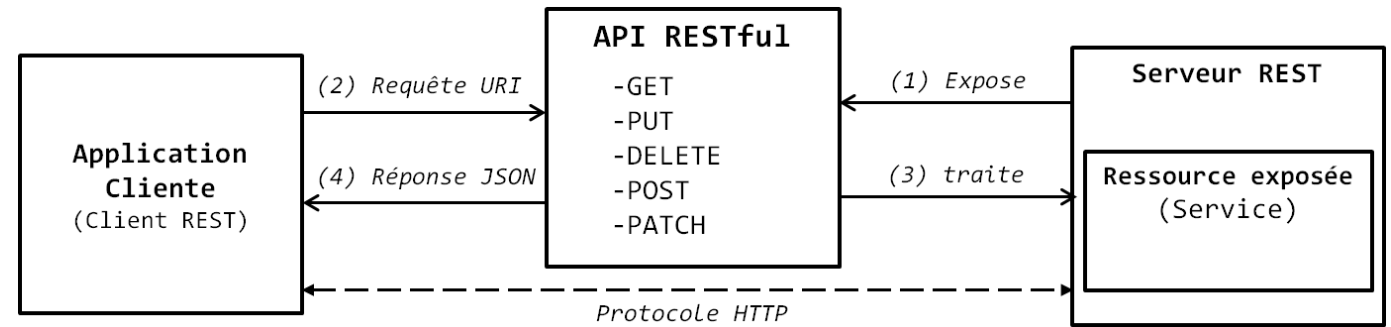 Application
Cliente
(Client REST)
(2) Requête URI
(4) Réponse JSON
API RESTful
-GET
-PUT
-DELETE
-POST
-PATCH
(1) Expose
(3) traite
Serveur REST
Ressource exposée
(Service)
Protocole HTTP